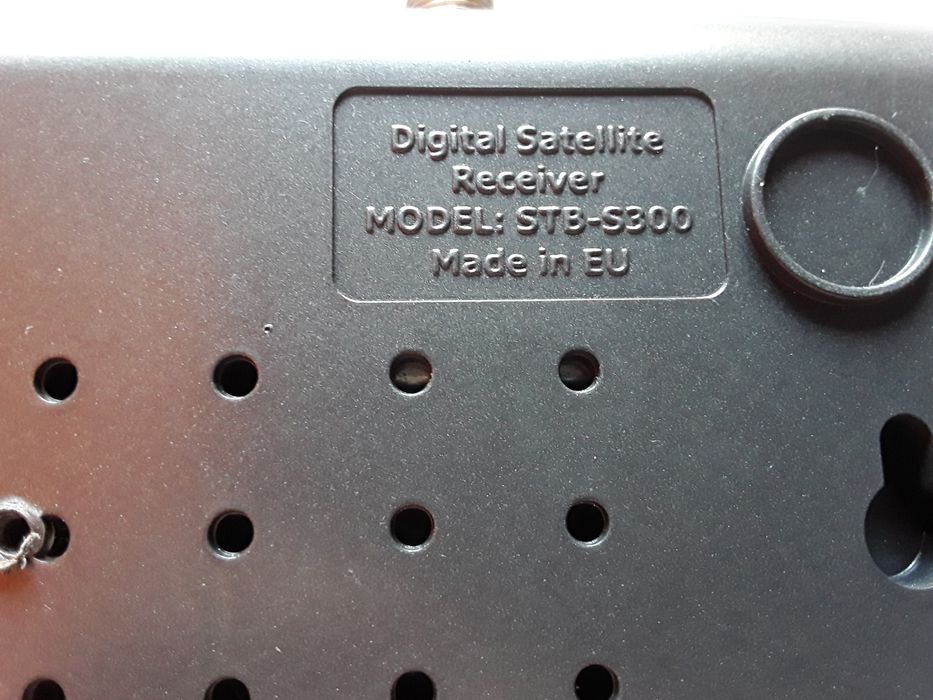 Digital Satellite
Receiver
MODEL: STB-S300
Made in EU